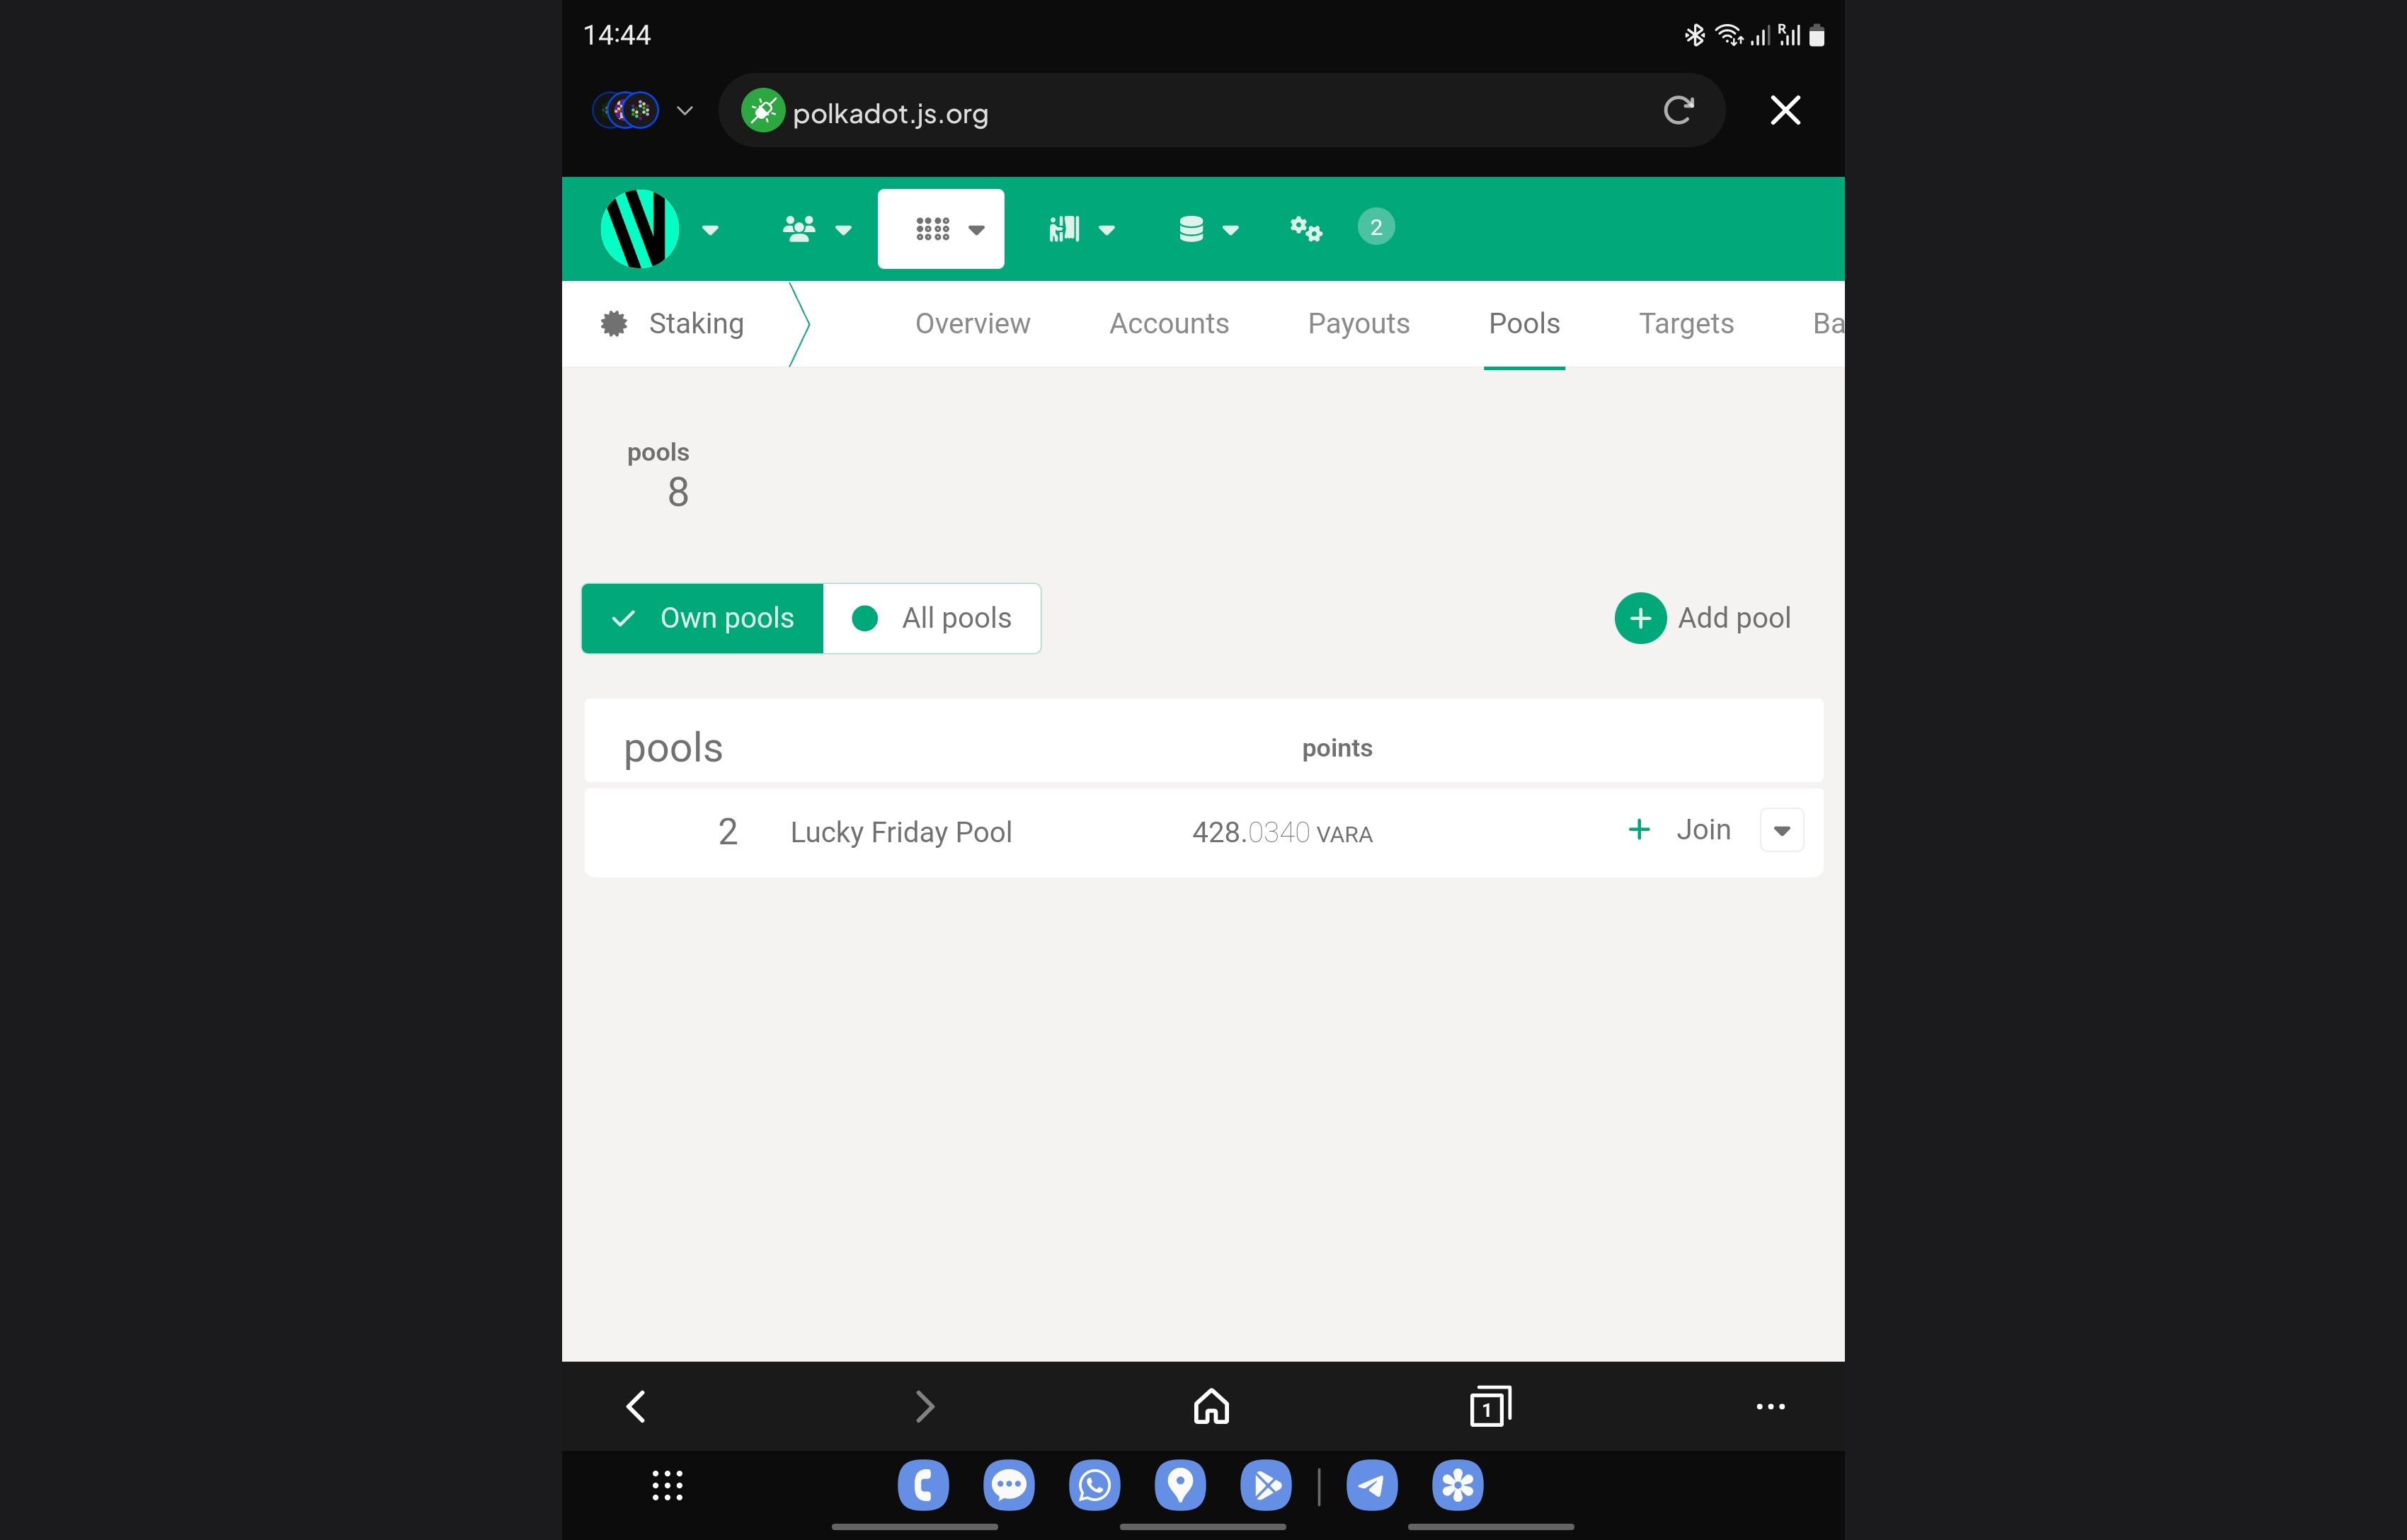 14:44
R
polkadot.js.org
2
Staking Overview Accounts Payouts Pools Targets Ba
pools
8
Own pools All pools Add pool
pools points
2 Lucky Friday Pool 428.0340 VARA Join
1